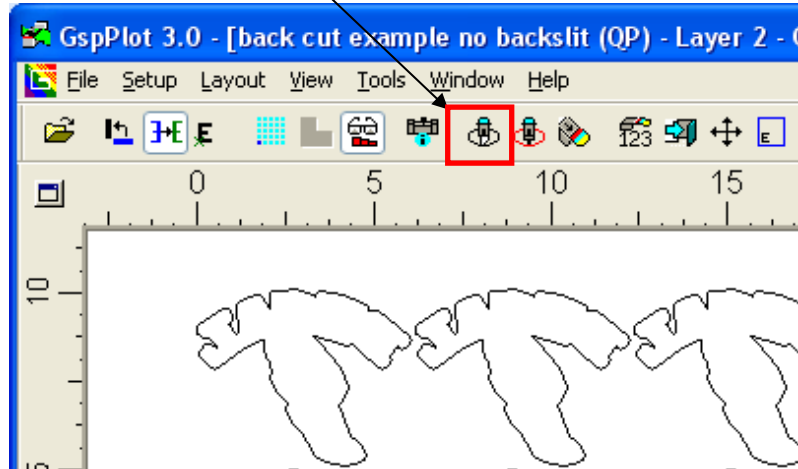 GspPlot 3.0 - [back cut example no backslit (QP) - Layer 2 -
File Setup Layout View Tools Window Help
E 123 E
0 5 10 15
10